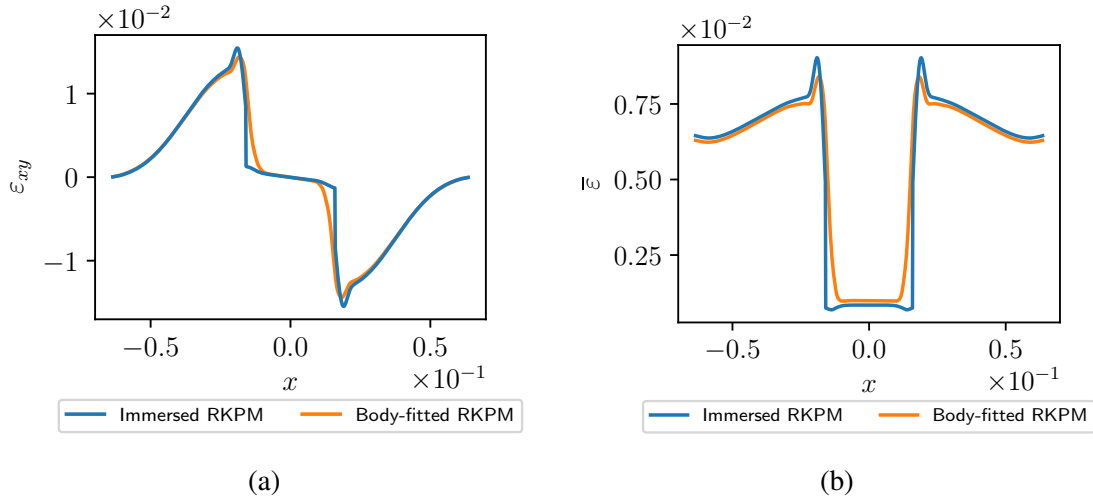 ×10⁻²
1
0
−1
ε_xy
−0.5 0.0 0.5
x ×10⁻¹
Immersed RKPM Body-fitted RKPM
(a)
×10⁻²
0.75
0.50
0.25
ε̅
−0.5 0.0 0.5
x ×10⁻¹
Immersed RKPM Body-fitted RKPM
(b)